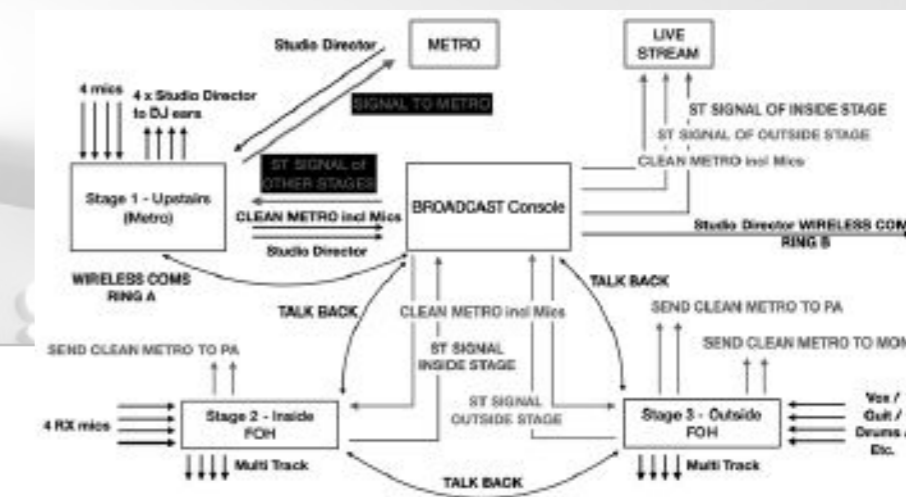 Studio Director
METRO
LIVE
STREAM
4 mics
4 x Studio Director
to DJ ears
SIGNAL TO METRO
ST SIGNAL OF INSIDE STAGE
ST SIGNAL OF OUTSIDE STAGE
CLEAN METRO incl Mics
Stage 1 - Upstairs
(Metro)
ST SIGNAL of
OTHER STAGES
BROADCAST Console
CLEAN METRO incl Mics
Studio Director
Studio Director WIRELESS COM
RING B
WIRELESS COMS
RING A
TALK BACK
CLEAN METRO incl Mics
TALK BACK
SEND CLEAN METRO TO PA
ST SIGNAL
INSIDE STAGE
SEND CLEAN METRO TO PA
SEND CLEAN METRO TO MON
4 RX mics
Stage 2 - Inside
FOH
ST SIGNAL
OUTSIDE STAGE
Stage 3 - Outside
FOH
Vox /
Guit /
Drums /
Etc.
Multi Track
TALK BACK
Multi Track